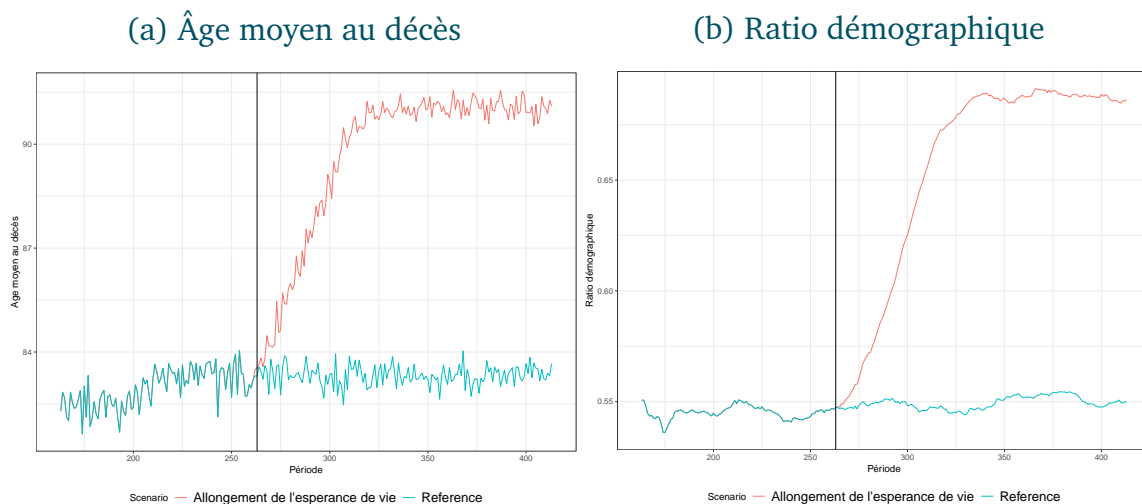 (a) Âge moyen au décès
Age moyen au décès
90
87
84
200
250
300
350
400
Période
Scenario Allongement de l'esperance de vie Reference
(b) Ratio démographique
Ratio démographique
0.65
0.60
0.55
200
250
300
350
400
Période
Scenario Allongement de l'esperance de vie Reference